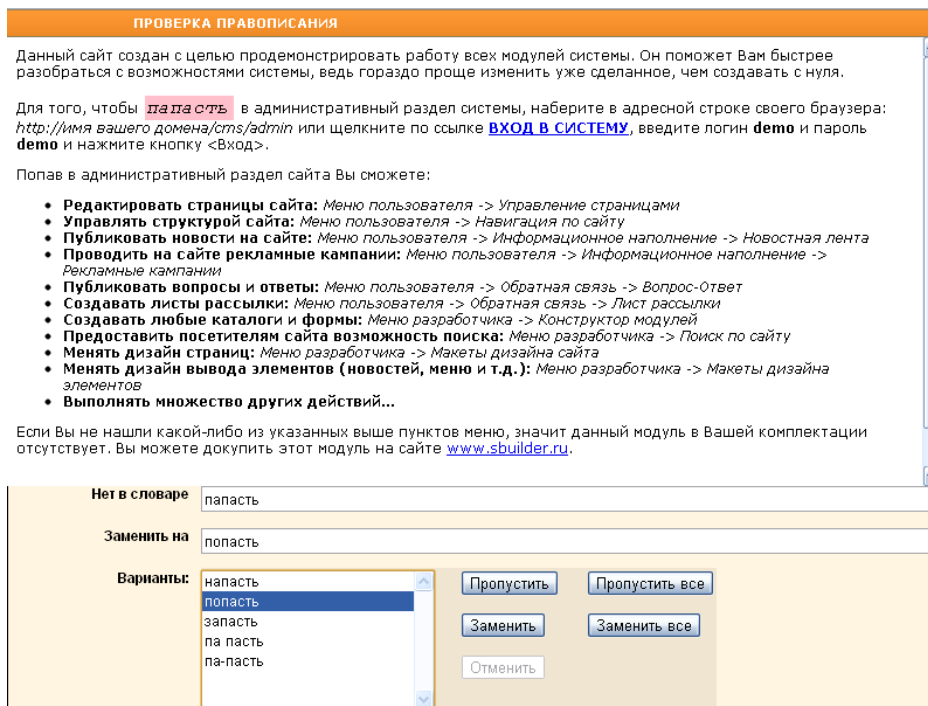 ПРОВЕРКА ПРАВОПИСАНИЯ
Данный сайт создан с целью продемонстрировать работу всех модулей системы. Он поможет Вам быстрее
разобраться с возможностями системы, ведь гораздо проще изменить уже сделанное, чем создавать с нуля.
Для того, чтобы папасть в административный раздел системы, наберите в адресной строке своего браузера:
http://имя вашего домена/cms/admin или щелкните по ссылке ВХОД В СИСТЕМУ, введите логин demo и пароль
demo и нажмите кнопку <Вход>.
Попав в административный раздел сайта Вы сможете:
• Редактировать страницы сайта: Меню пользователя -> Управление страницами
• Управлять структурой сайта: Меню пользователя -> Навигация по сайту
• Публиковать новости на сайте: Меню пользователя -> Информационное наполнение -> Новостная лента
• Проводить на сайте рекламные кампании: Меню пользователя -> Информационное наполнение ->
Рекламные кампании
• Публиковать вопросы и ответы: Меню пользователя -> Обратная связь -> Вопрос-Ответ
• Создавать листы рассылки: Меню пользователя -> Обратная связь -> Лист рассылки
• Создавать любые каталоги и формы: Меню разработчика -> Конструктор модулей
• Предоставить посетителям сайта возможность поиска: Меню разработчика -> Поиск по сайту
• Менять дизайн страниц: Меню разработчика -> Макеты дизайна сайта
• Менять дизайн вывода элементов (новостей, меню и т.д.): Меню разработчика -> Макеты дизайна
элементов
• Выполнять множество других действий...
Если Вы не нашли какой-либо из указанных выше пунктов меню, значит данный модуль в Вашей комплектации
отсутствует. Вы можете докупить этот модуль на сайте www.sbuilder.ru.
Нет в словаре папасть
Заменить на попасть
Варианты: напасть Пропустить Пропустить все
попасть
запасть Заменить Заменить все
па пасть
па-пасть Отменить